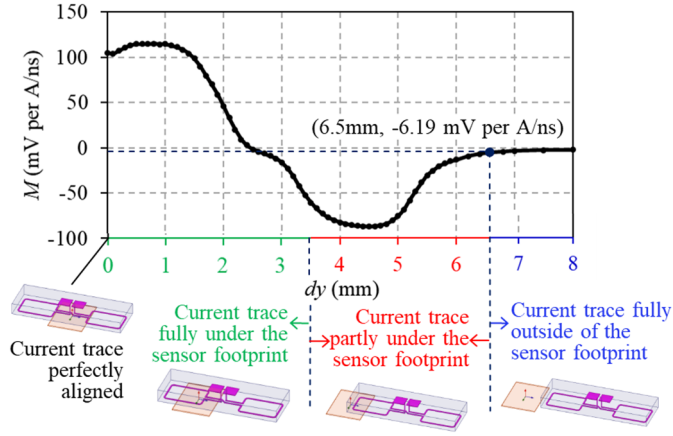 150
100
50
0
-50
-100
M (mV per A/ns)
(6.5mm, -6.19 mV per A/ns)
0 1 2 3 4 5 6 7 8
dy (mm)
Current trace
perfectly
aligned
Current trace
fully under the
sensor footprint
Current trace
partly under the
sensor footprint
Current trace fully
outside of the
sensor footprint